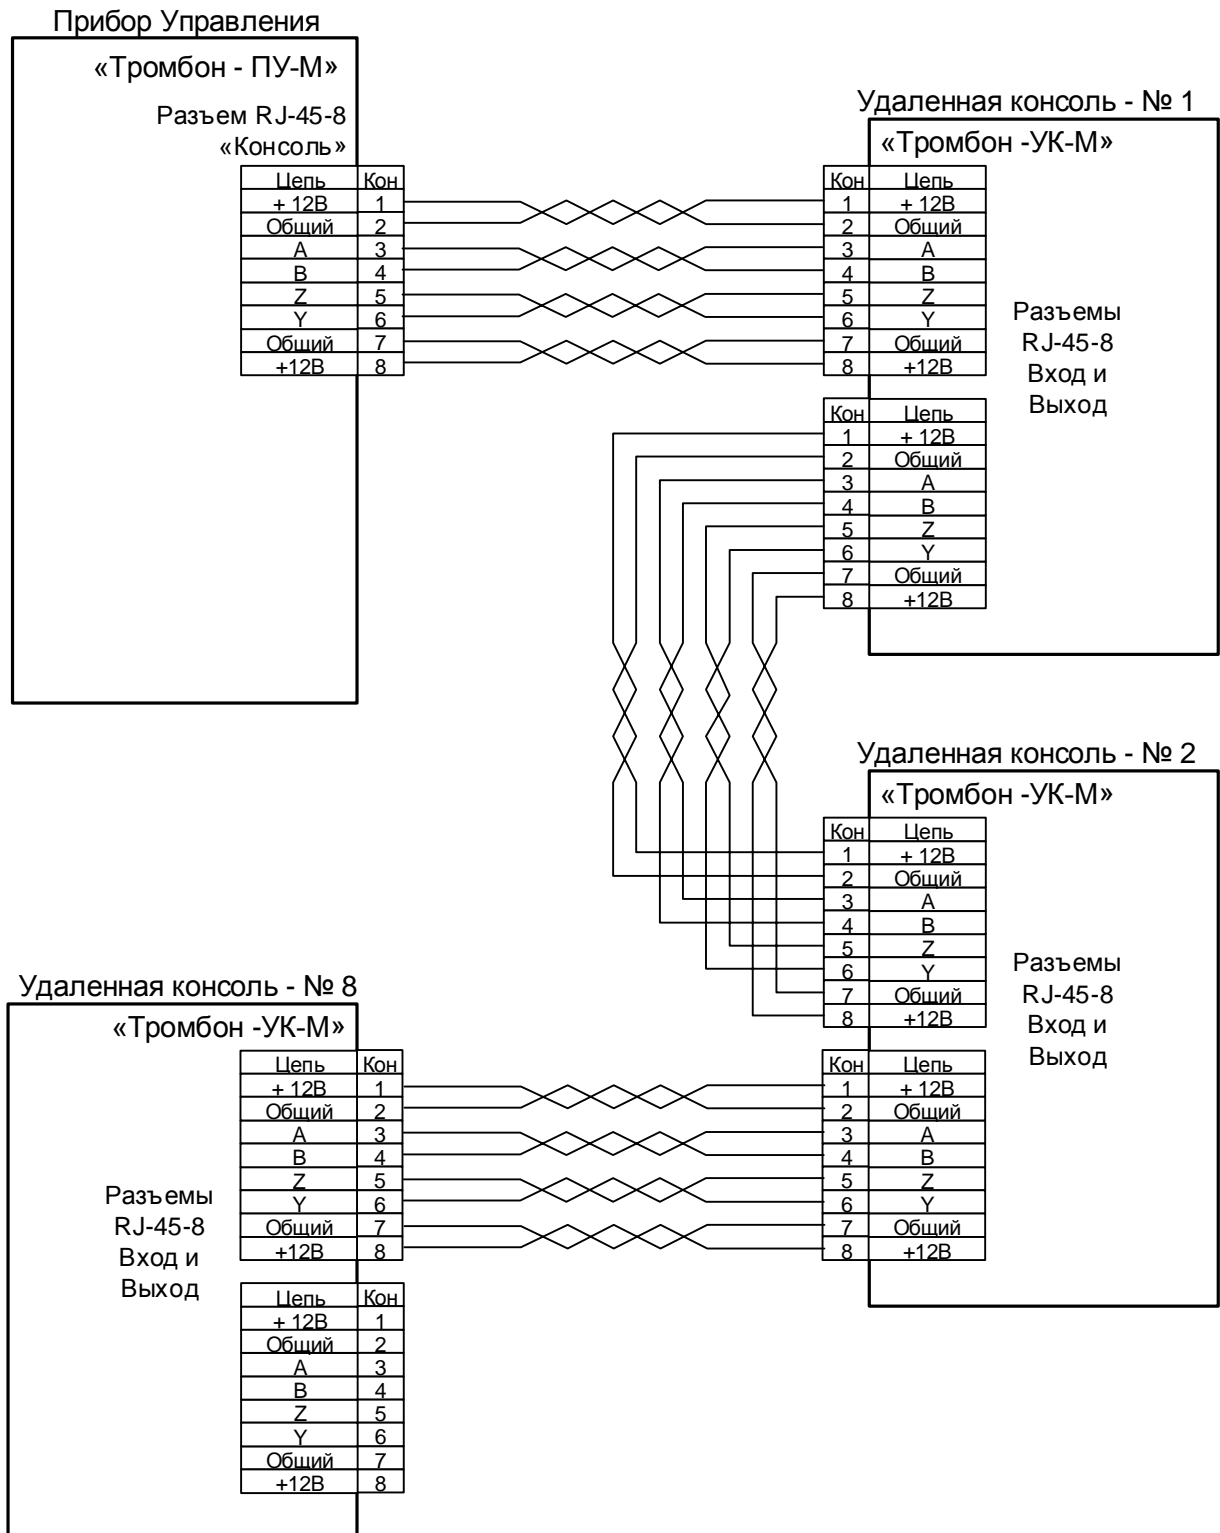 Прибор Управления
«Тромбон - ПУ-М»
Разъем RJ-45-8
«Консоль»
Цепь Кон
+ 12В 1
Общий 2
А 3
В 4
Z 5
Y 6
Общий 7
+12В 8
Удаленная консоль - № 1
«Тромбон -УК-М»
Кон Цепь
1 + 12В
2 Общий
3 А
4 В
5 Z
6 Y
7 Общий
8 +12В
Разъемы
RJ-45-8
Вход и
Выход
Кон Цепь
1 + 12В
2 Общий
3 А
4 В
5 Z
6 Y
7 Общий
8 +12В
Удаленная консоль - № 2
«Тромбон -УК-М»
Кон Цепь
1 + 12В
2 Общий
3 А
4 В
5 Z
6 Y
7 Общий
8 +12В
Разъемы
RJ-45-8
Вход и
Выход
Кон Цепь
1 + 12В
2 Общий
3 А
4 В
5 Z
6 Y
7 Общий
8 +12В
Удаленная консоль - № 8
«Тромбон -УК-М»
Цепь Кон
+ 12В 1
Общий 2
А 3
В 4
Z 5
Y 6
Общий 7
+12В 8
Разъемы
RJ-45-8
Вход и
Выход
Цепь Кон
+ 12В 1
Общий 2
А 3
В 4
Z 5
Y 6
Общий 7
+12В 8